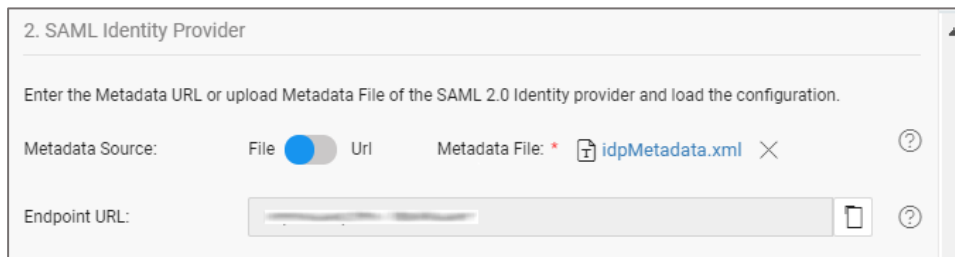 2. SAML Identity Provider
Enter the Metadata URL or upload Metadata File of the SAML 2.0 Identity provider and load the configuration.
Metadata Source: File Url Metadata File: * idpMetadata.xml
Endpoint URL: